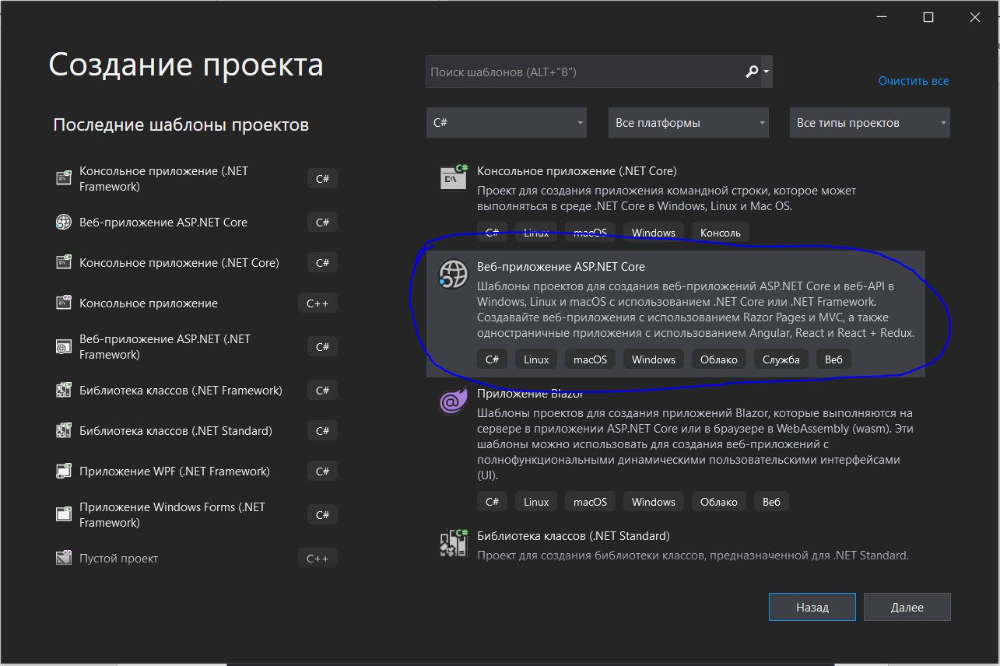 Создание проекта
Поиск шаблонов (ALT+"В")
Очистить все
Последние шаблоны проектов
C#
Все платформы
Все типы проектов
Консольное приложение (.NET
Framework)
C#
Веб-приложение ASP.NET Core
C#
Консольное приложение (.NET Core)
C#
Консольное приложение
C++
Веб-приложение ASP.NET (.NET
Framework)
C#
Библиотека классов (.NET Framework)
C#
Библиотека классов (.NET Standard)
C#
Приложение WPF (.NET Framework)
C#
Приложение Windows Forms (.NET
Framework)
C#
Пустой проект
C++
Консольное приложение (.NET Core)
Проект для создания приложения командной строки, которое может
выполняться в среде .NET Core в Windows, Linux и Mac OS.
C# Linux macOS Windows Консоль
Веб-приложение ASP.NET Core
Шаблоны проектов для создания веб-приложений ASP.NET Core и веб-API в
Windows, Linux и macOS с использованием .NET Core или .NET Framework.
Создавайте веб-приложения с использованием Razor Pages и MVC, а также
одностраничные приложения с использованием Angular, React и React + Redux.
C# Linux macOS Windows Облако Служба Веб
Приложение Blazor
Шаблоны проектов для создания приложений Blazor, которые выполняются на
сервере в приложении ASP.NET Core или в браузере в WebAssembly (wasm). Эти
шаблоны можно использовать для создания веб-приложений с
полнофункциональными динамическими пользовательскими интерфейсами
(UI).
C# Linux macOS Windows Облако Веб
Библиотека классов (.NET Standard)
Проект для создания библиотеки классов, предназначенной для .NET Standard.
Назад
Далее